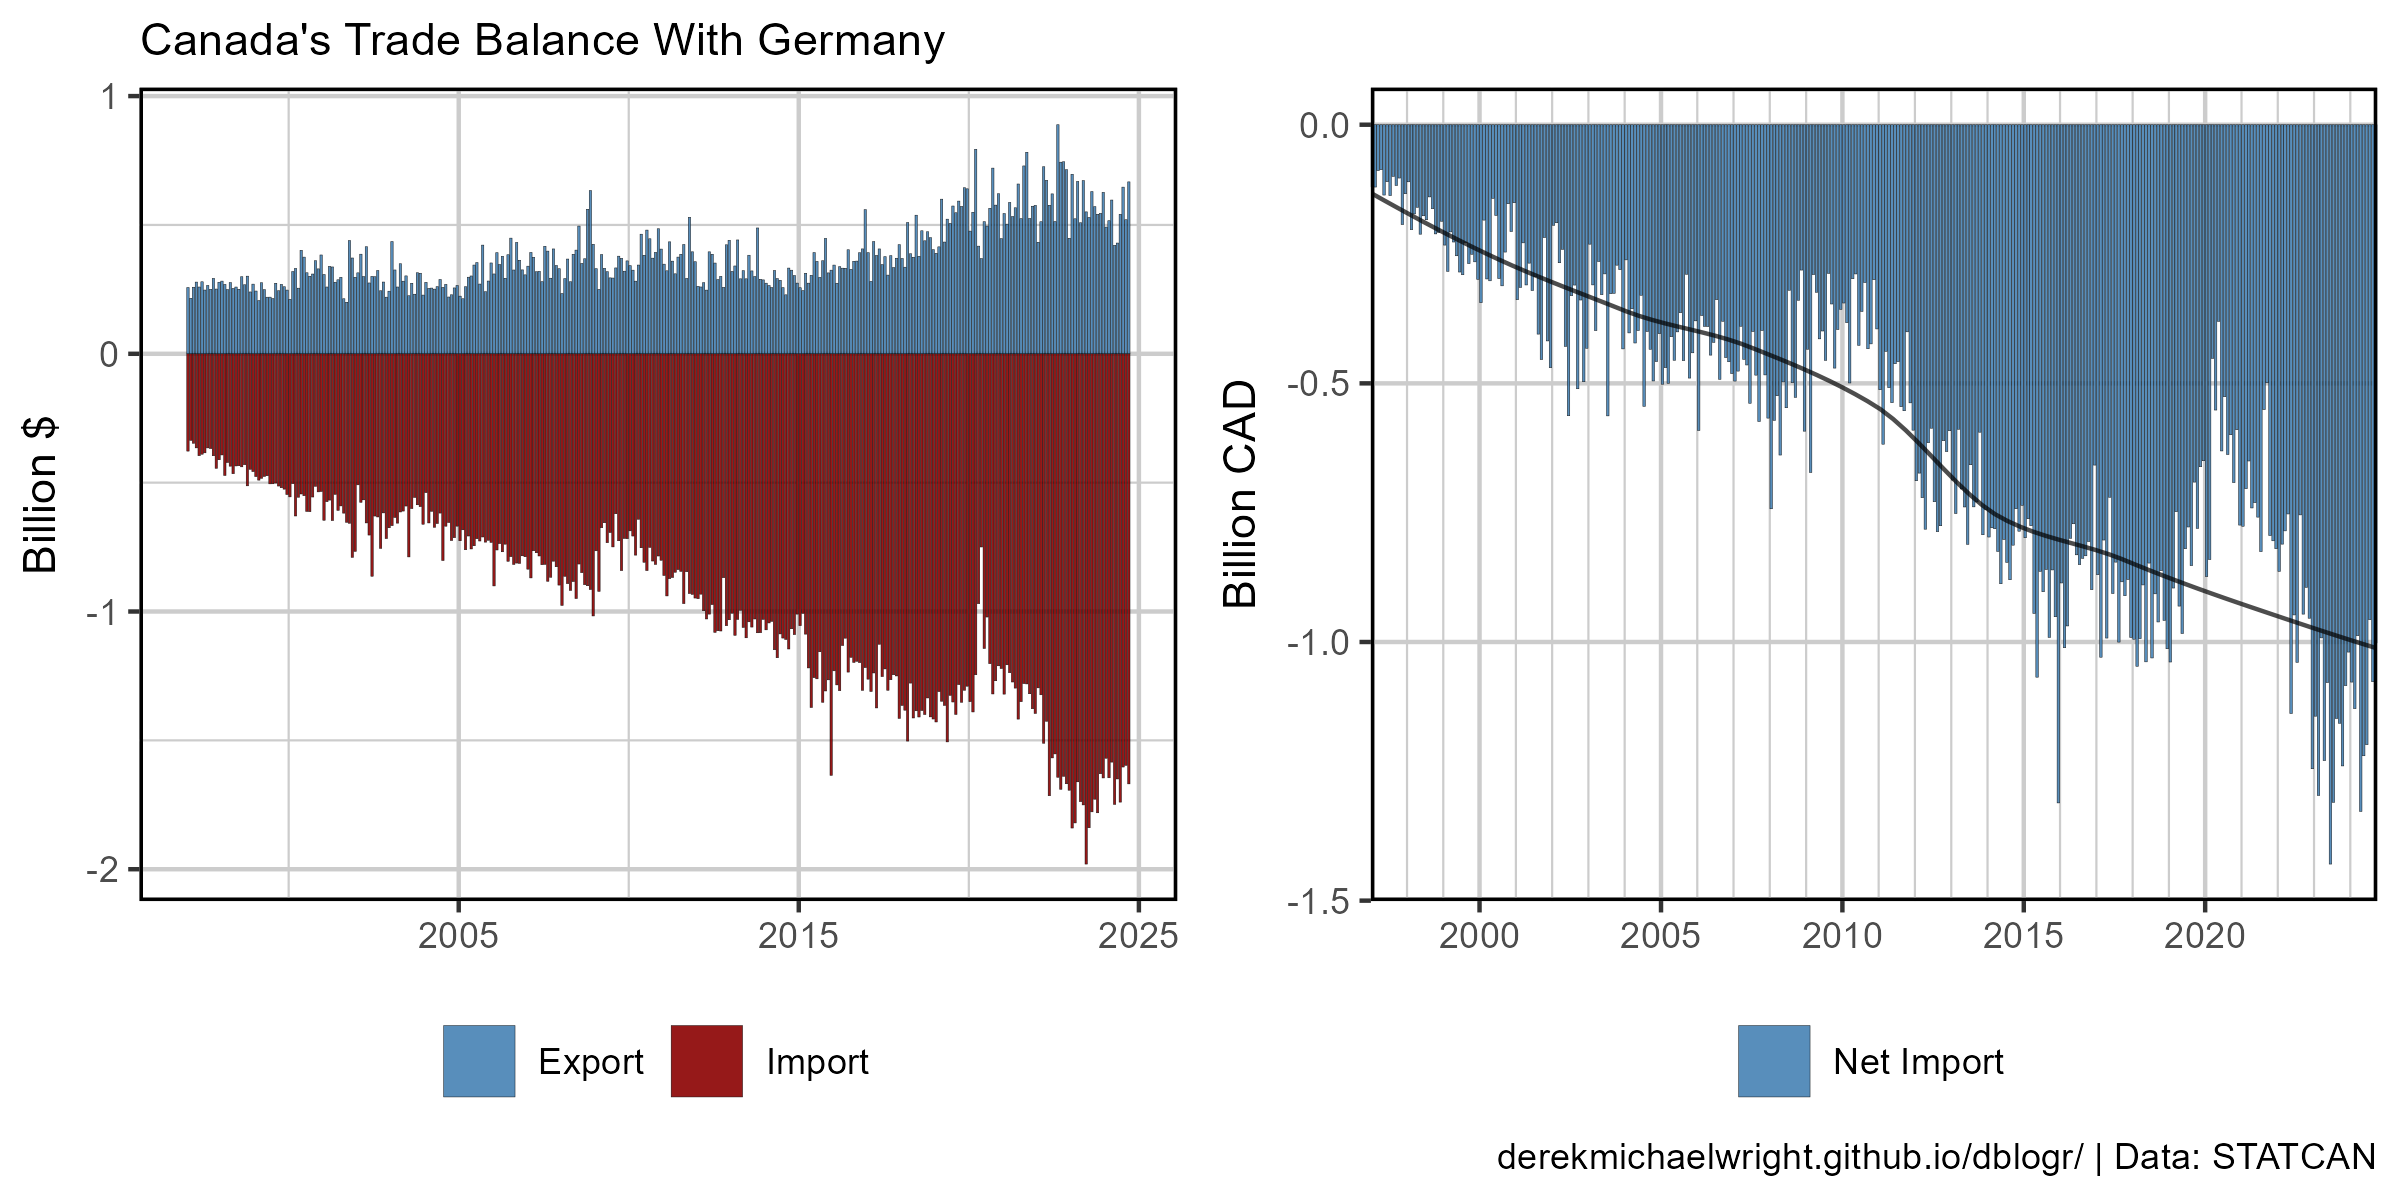 Canada's Trade Balance With Germany
Billion $
1
0
-1
-2
2005 2015 2025
Export Import
Billion CAD
0.0
-0.5
-1.0
-1.5
2000 2005 2010 2015 2020
Net Import
derekmichaelwright.github.io/dblogr/ | Data: STATCAN